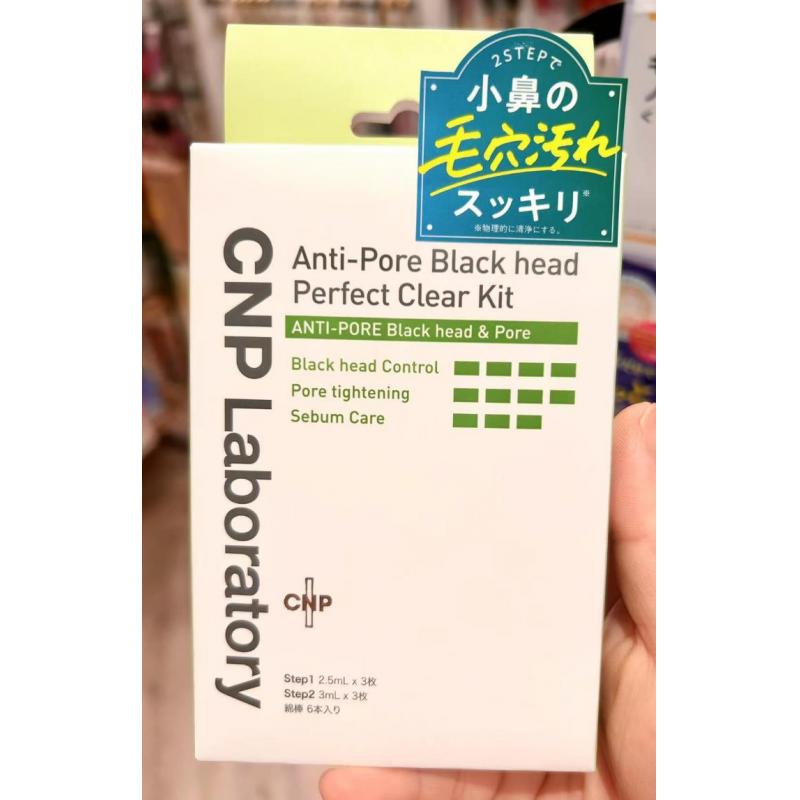 2STEPで
小鼻の
毛穴汚れ
スッキリ※
※物理的に清浄にする。
CNP Laboratory
Anti-Pore Black head
Perfect Clear Kit
ANTI-PORE Black head & Pore
Black head Control
Pore tightening
Sebum Care
CNP
Step1 2.5mL x 3枚
Step2 3mL x 3枚
綿棒 6本入り